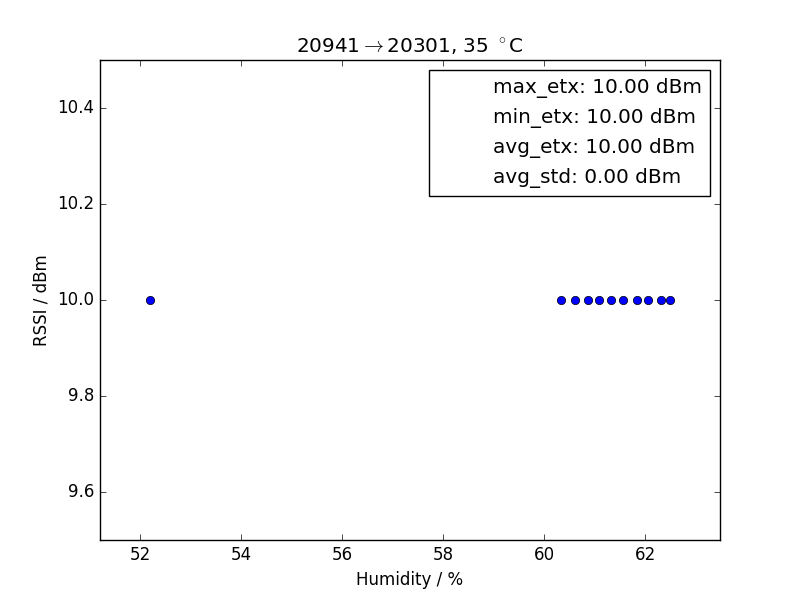 20941→20301, 35 °C
max_etx: 10.00 dBm
min_etx: 10.00 dBm
avg_etx: 10.00 dBm
avg_std: 0.00 dBm
10.4
10.2
10.0
9.8
9.6
RSSI / dBm
52 54 56 58 60 62
Humidity / %